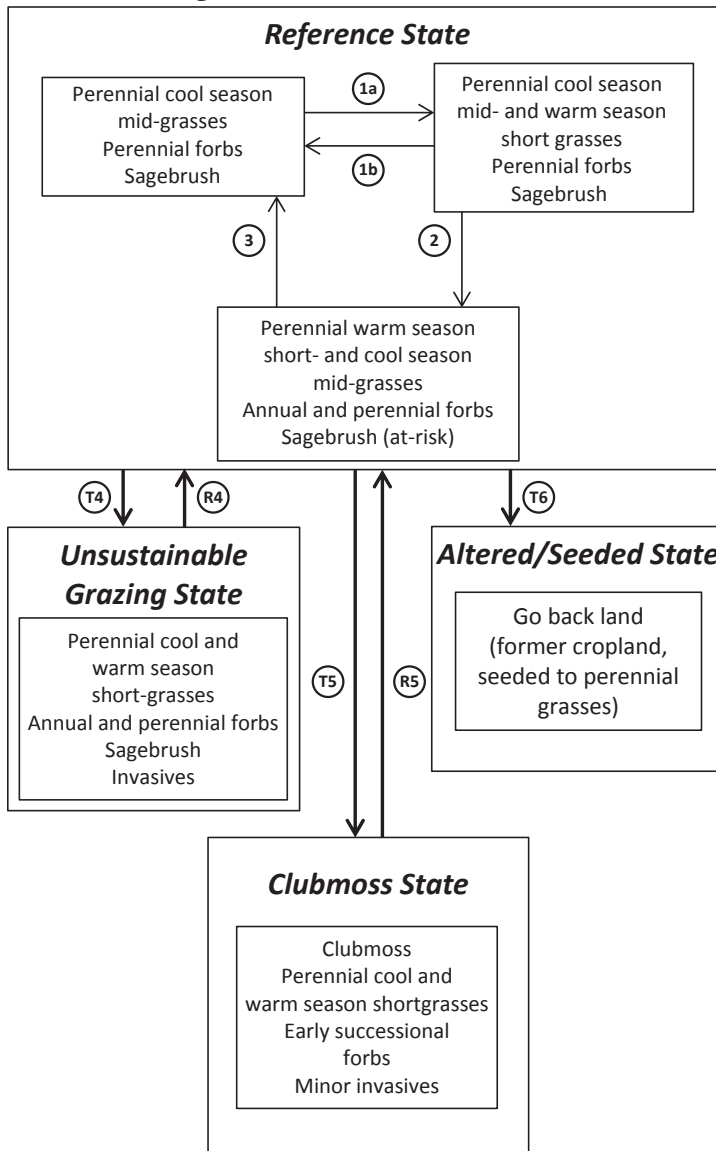 Reference State
Perennial cool season
mid-grasses
Perennial forbs
Sagebrush
1a
1b
Perennial cool season
mid- and warm season
short grasses
Perennial forbs
Sagebrush
3
2
Perennial warm season
short- and cool season
mid-grasses
Annual and perennial forbs
Sagebrush (at-risk)
T4
R4
T6
Unsustainable
Grazing State
Perennial cool and
warm season
short-grasses
Annual and perennial forbs
Sagebrush
Invasives
T5
R5
Altered/Seeded State
Go back land
(former cropland,
seeded to perennial
grasses)
Clubmoss State
Clubmoss
Perennial cool and
warm season shortgrasses
Early successional
forbs
Minor invasives